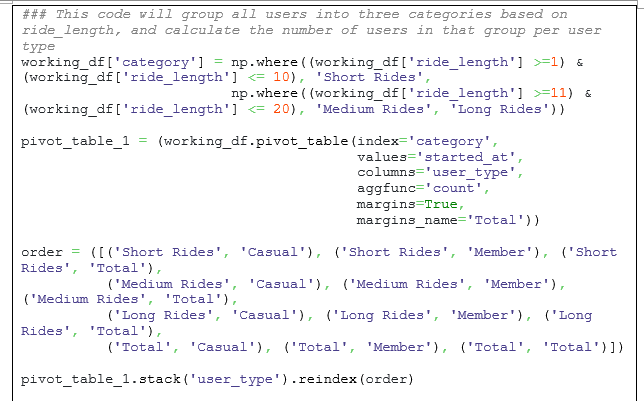 ### This code will group all users into three categories based on
ride_length, and calculate the number of users in that group per user
type
working_df['category'] = np.where((working_df['ride_length'] >=1) &
(working_df['ride_length'] <= 10), 'Short Rides',
                           np.where((working_df['ride_length'] >=11) &
(working_df['ride_length'] <= 20), 'Medium Rides', 'Long Rides'))

pivot_table_1 = (working_df.pivot_table(index='category',
                                           values='started_at',
                                           columns='user_type',
                                           aggfunc='count',
                                           margins=True,
                                           margins_name='Total'))

order = ([('Short Rides', 'Casual'), ('Short Rides', 'Member'), ('Short
Rides', 'Total'),
          ('Medium Rides', 'Casual'), ('Medium Rides', 'Member'),
('Medium Rides', 'Total'),
          ('Long Rides', 'Casual'), ('Long Rides', 'Member'), ('Long
Rides', 'Total'),
          ('Total', 'Casual'), ('Total', 'Member'), ('Total', 'Total')])

pivot_table_1.stack('user_type').reindex(order)